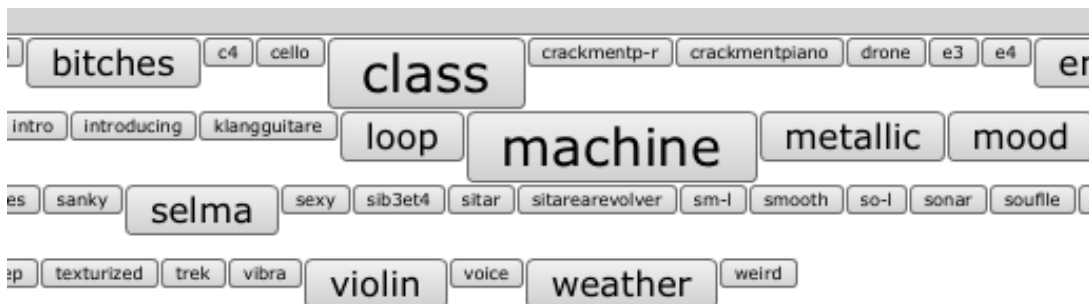 bitches c4 cello class crackmentp-r crackmentpiano drone e3 e4
intro introducing klangguitare loop machine metallic mood
sanky selma sexy sib3et4 sitar sitarearevolver sm-l smooth so-l sonar souflle
texturized trek vibra violin voice weather weird